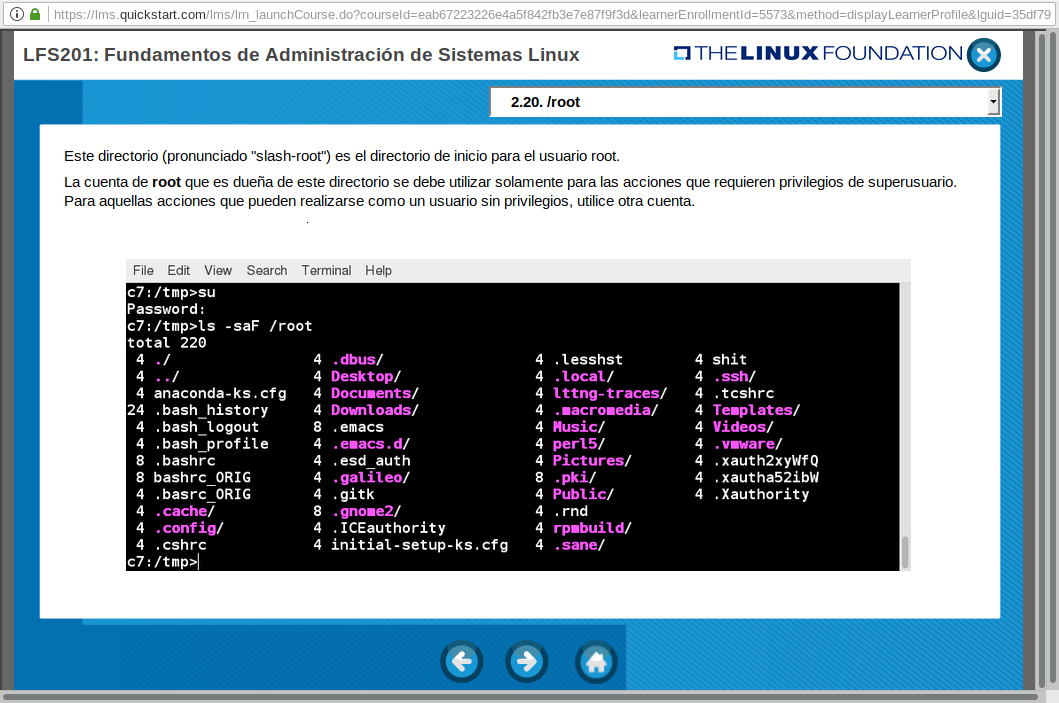 https://lms.quickstart.com/lms/lrn_launchCourse.do?courseId=eab67223226e4a5f842fb3e7e87f9f3d&learnerEnrollmentId=5573&method=displayLearnerProfile&lguid=35df79
LFS201: Fundamentos de Administración de Sistemas Linux
THE LINUX FOUNDATION
2.20. /root
Este directorio (pronunciado "slash-root") es el directorio de inicio para el usuario root.
La cuenta de root que es dueña de este directorio se debe utilizar solamente para las acciones que requieren privilegios de superusuario.
Para aquellas acciones que pueden realizarse como un usuario sin privilegios, utilice otra cuenta.
.
File Edit View Search Terminal Help
c7:/tmp>su
Password:
c7:/tmp>ls -saF /root
total 220
4 ./ 4 .dbus/ 4 .lesshst 4 shit
4 ../ 4 Desktop/ 4 .local/ 4 .ssh/
4 anaconda-ks.cfg 4 Documents/ 4 lttng-traces/ 4 .tcshrc
24 .bash_history 4 Downloads/ 4 .macromedia/ 4 Templates/
4 .bash_logout 8 .emacs 4 Music/ 4 Videos/
4 .bash_profile 4 .emacs.d/ 4 perl5/ 4 .vmware/
8 .bashrc 4 .esd_auth 4 Pictures/ 4 .xauth2xyWfQ
8 bashrc_ORIG 4 .galileo/ 8 .pki/ 4 .xautha52ibW
4 .basrc_ORIG 4 .gitk 4 Public/ 4 .Xauthority
4 .cache/ 8 .gnome2/ 4 .rnd
4 .config/ 4 .ICEauthority 4 rpmbuild/
4 .cshrc 4 initial-setup-ks.cfg 4 .sane/
c7:/tmp>